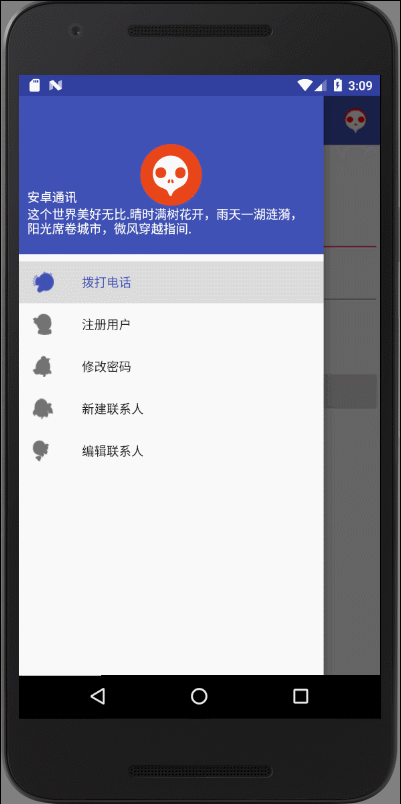 3:09
安卓通讯
这个世界美好无比.晴时满树花开，雨天一湖涟漪，
阳光席卷城市，微风穿越指间.
拨打电话
注册用户
修改密码
新建联系人
编辑联系人